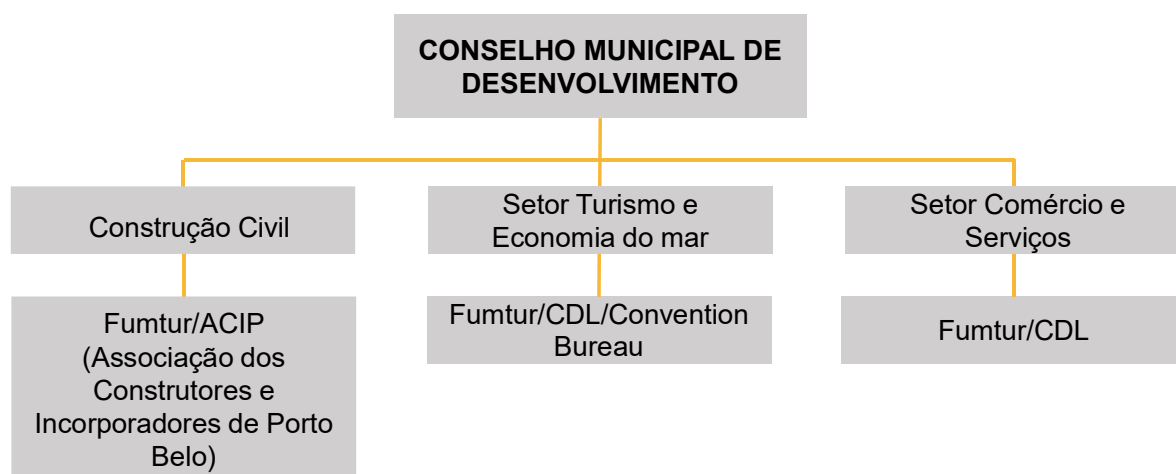 CONSELHO MUNICIPAL DE
DESENVOLVIMENTO
Construção Civil
Setor Turismo e
Economia do mar
Setor Comércio e
Serviços
Fumtur/ACIP
(Associação dos
Construtores e
Incorporadores de Porto
Belo)
Fumtur/CDL/Convention
Bureau
Fumtur/CDL